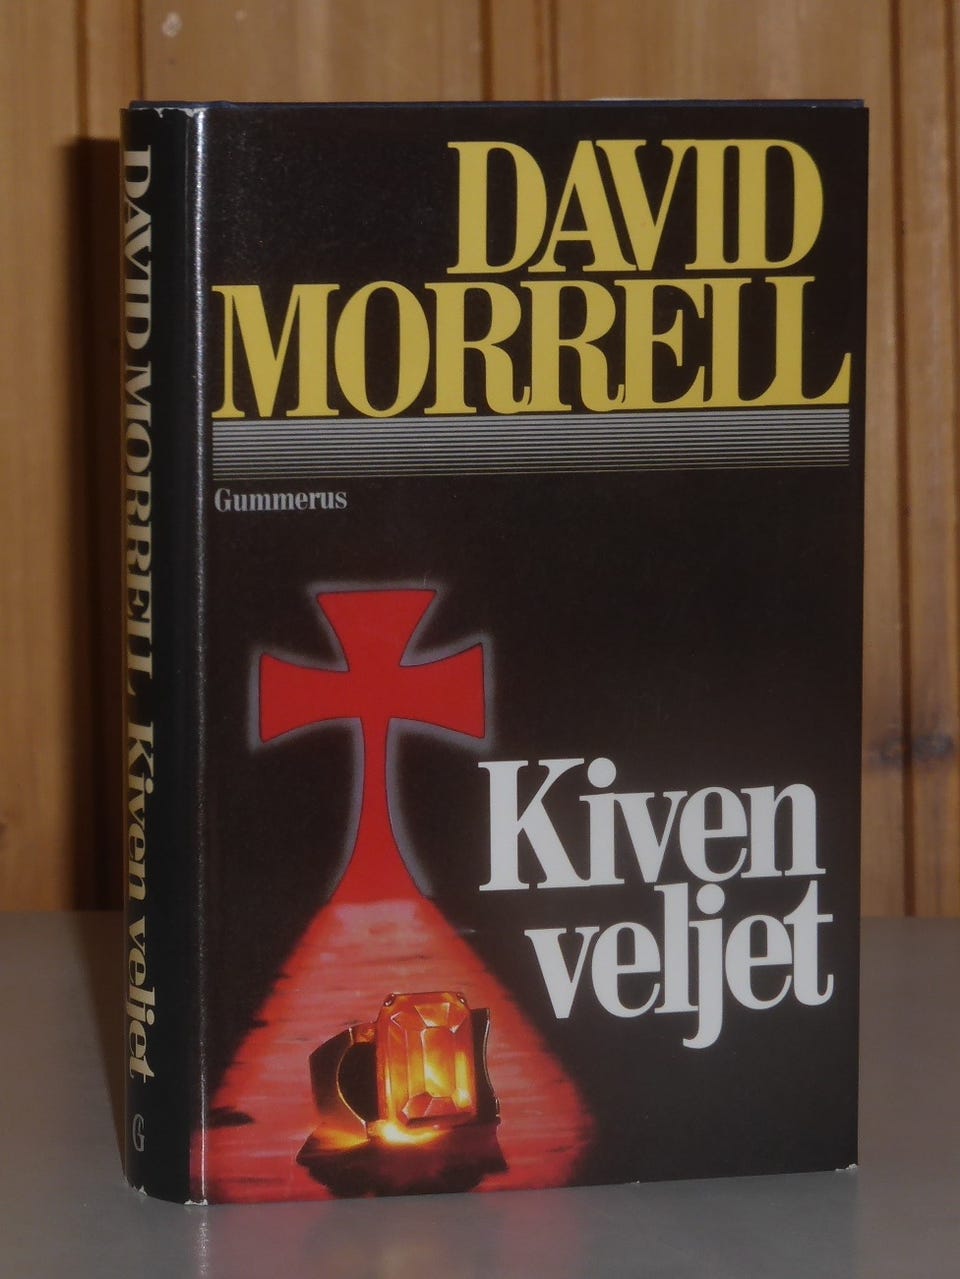 DAVID
MORRELL
Gummerus
Kiven
veljet
DAVID MORRELL Kiven veljet G